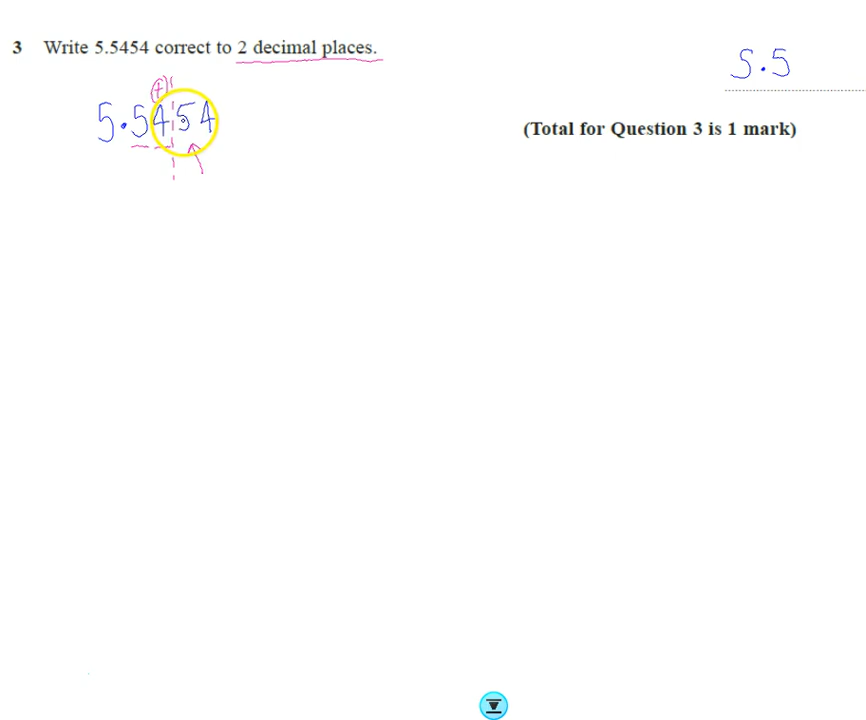 3 Write 5.5454 correct to 2 decimal places.
5.5
(+1)
5.5454
(Total for Question 3 is 1 mark)